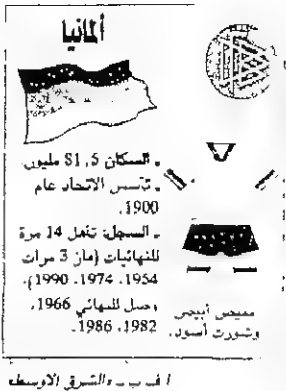 ألمانيا
ـ السكان 81,5 مليون.
ـ تأسس الاتحاد عام
1900.
ـ السجل: تأهل 14 مرة
للنهائيات (فاز 3 مرات
1954، 1974، 1990)،
وصل للنهائي 1966،
1982، 1986.
قميص أبيض
وشورت أسود.
أ ف ب ـ «الشرق الأوسط»